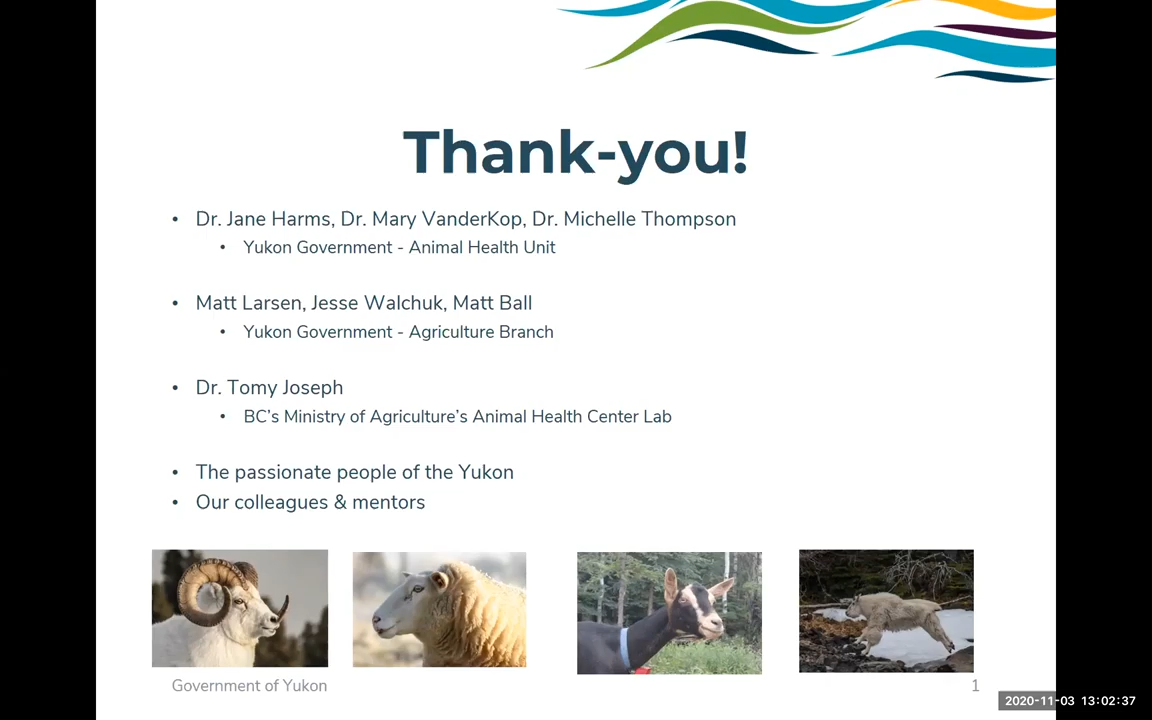 Thank-you!
• Dr. Jane Harms, Dr. Mary VanderKop, Dr. Michelle Thompson
• Yukon Government - Animal Health Unit
• Matt Larsen, Jesse Walchuk, Matt Ball
• Yukon Government - Agriculture Branch
• Dr. Tomy Joseph
• BC's Ministry of Agriculture's Animal Health Center Lab
• The passionate people of the Yukon
• Our colleagues & mentors
Government of Yukon
1
2020-11-03 13:02:37